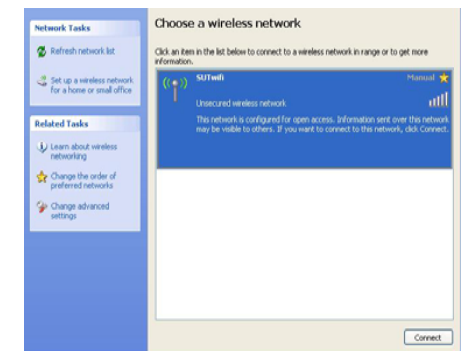 Network Tasks
Refresh network list
Set up a wireless network
for a home or small office
Related Tasks
Learn about wireless
networking
Change the order of
preferred networks
Change advanced
settings
Choose a wireless network
Click an item in the list below to connect to a wireless network in range or to get more
information.
SUTwifi Manual
Unsecured wireless network
This network is configured for open access. Information sent over this network
may be visible to others. If you want to connect to this network, click Connect.
Connect